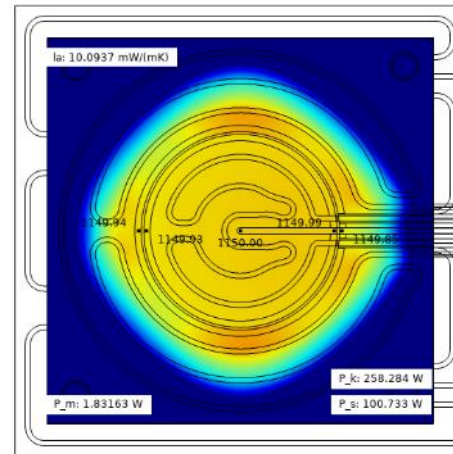 la: 10.0937 mW/(mK)
1149.94
1149.93
1150.00
1149.99
1149.85
P_k: 258.284 W
P_m: 1.83163 W
P_s: 100.733 W